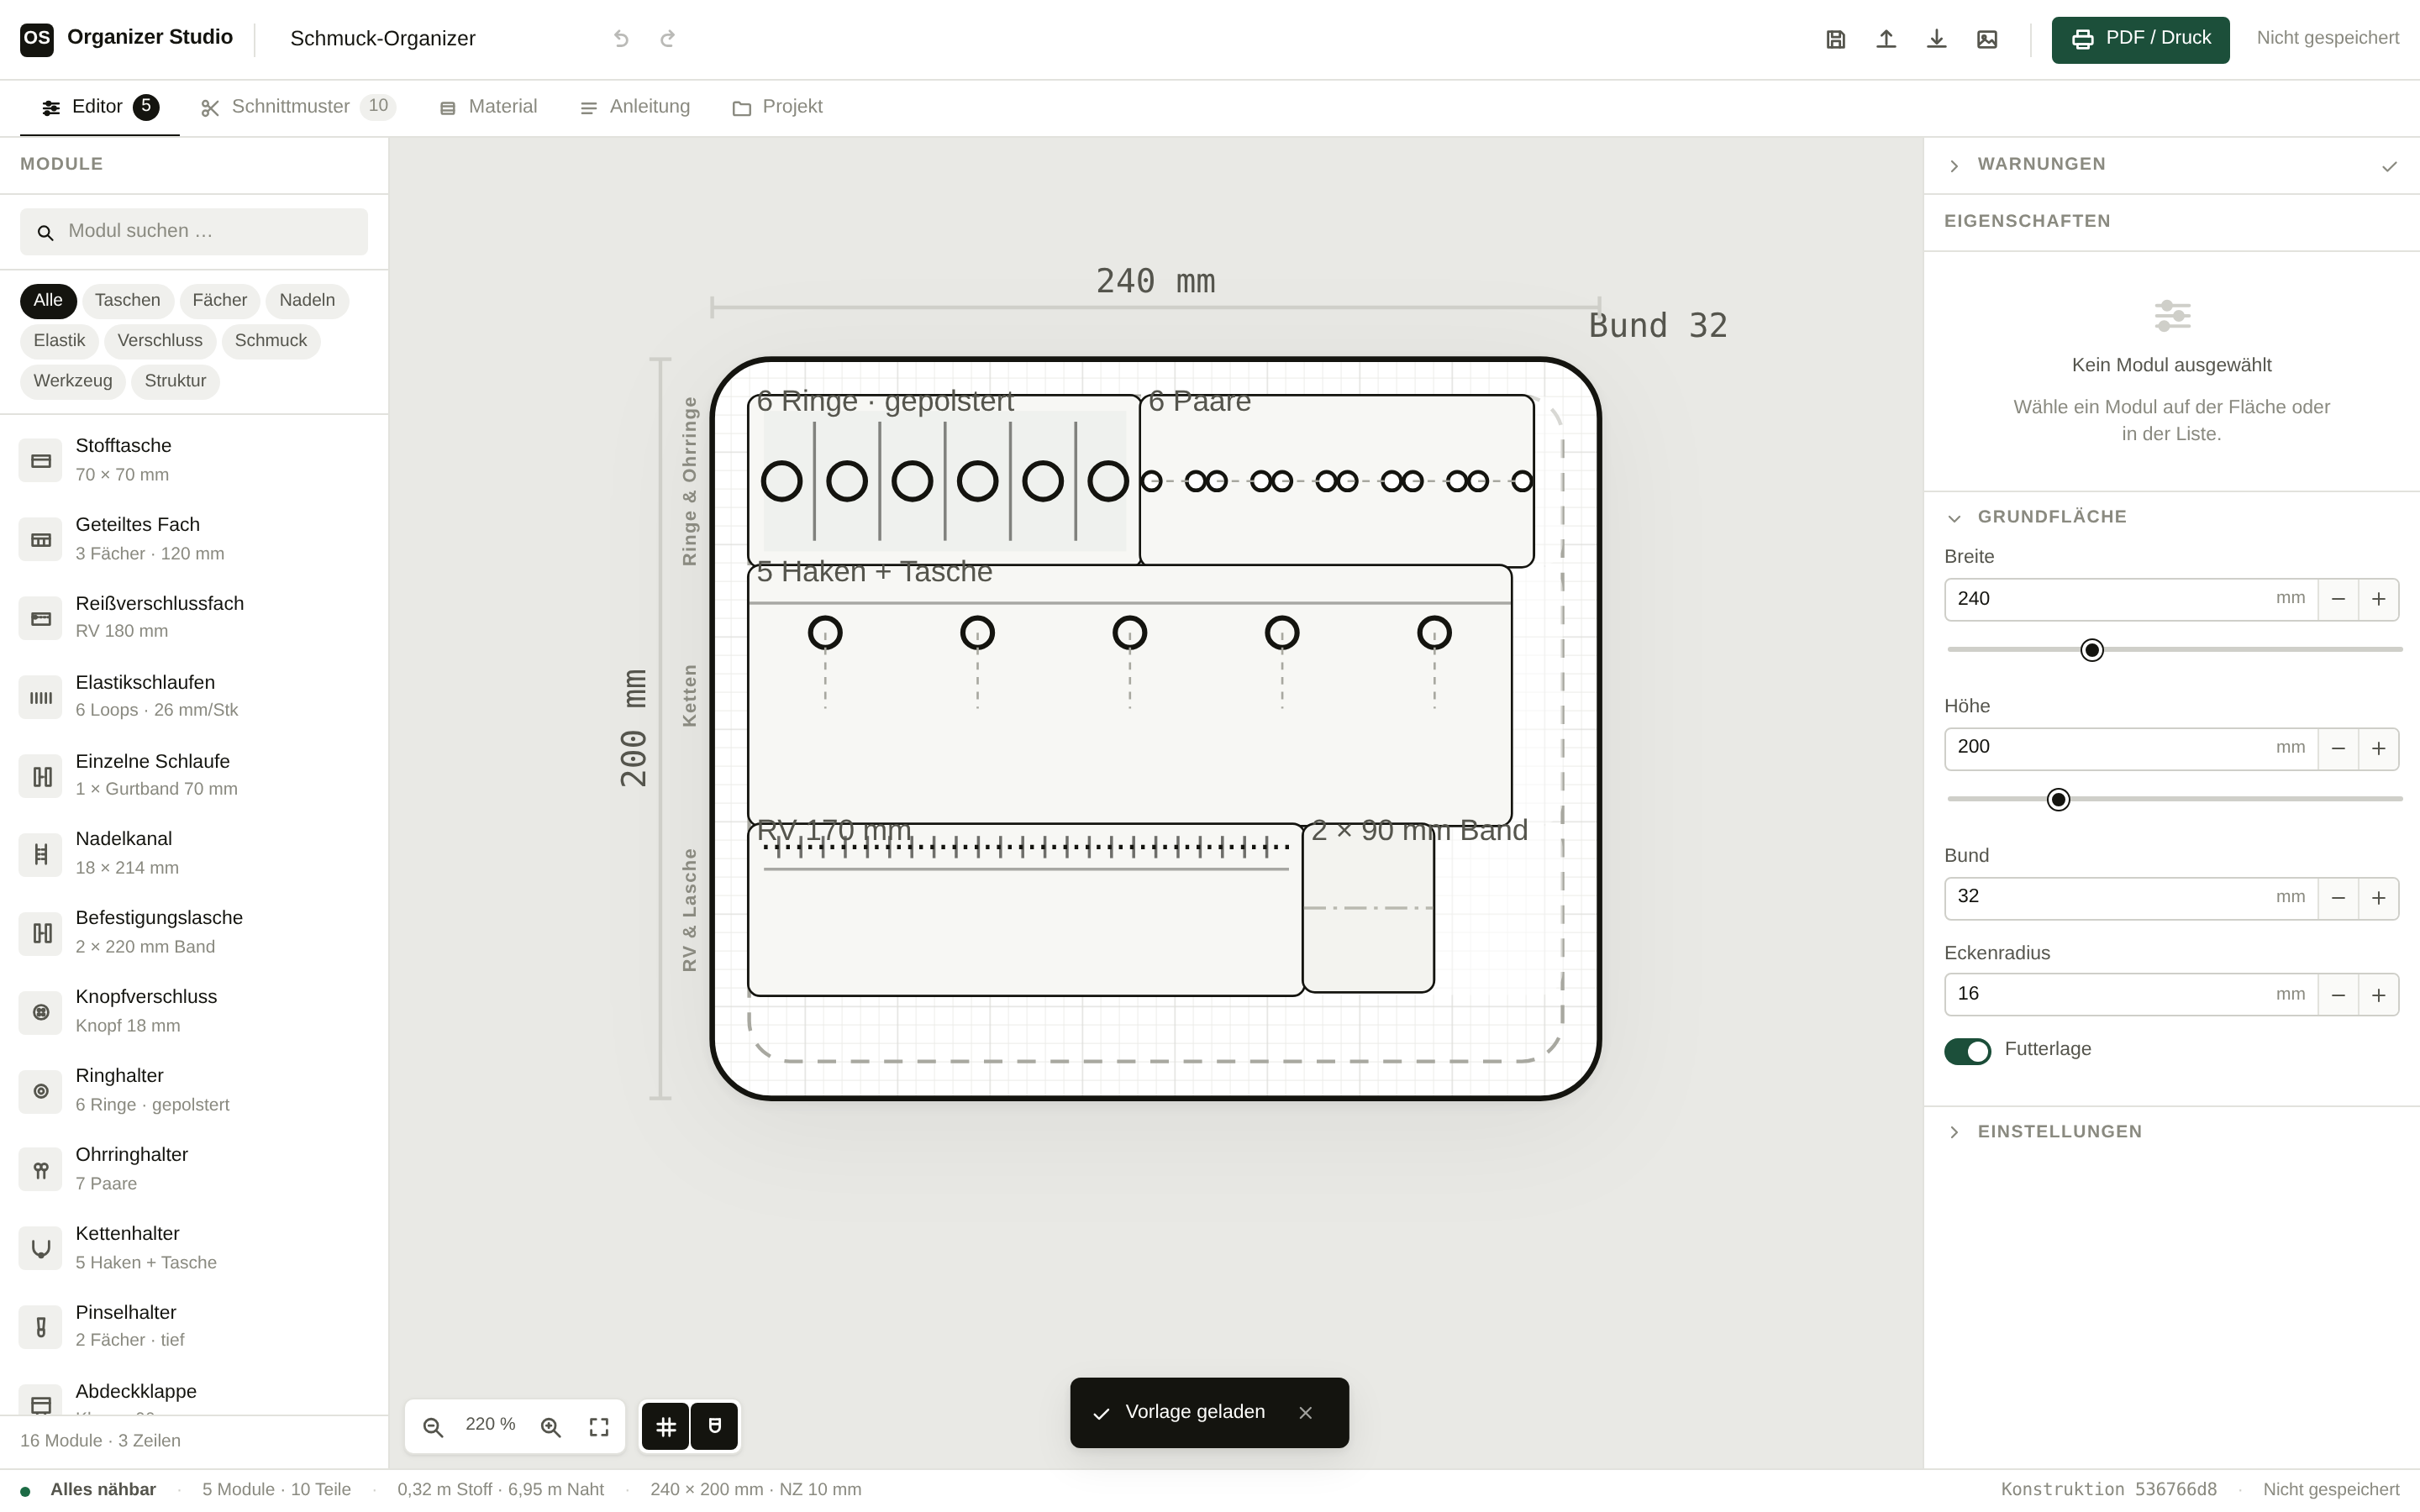 OS Organizer Studio
Schmuck-Organizer
PDF / Druck
Nicht gespeichert
Editor 5
Schnittmuster 10
Material
Anleitung
Projekt
MODULE
Modul suchen …
Alle Taschen Fächer Nadeln
Elastik Verschluss Schmuck
Werkzeug Struktur
Stofftasche
70 × 70 mm
Geteiltes Fach
3 Fächer · 120 mm
Reißverschlussfach
RV 180 mm
Elastikschlaufen
6 Loops · 26 mm/Stk
Einzelne Schlaufe
1 × Gurtband 70 mm
Nadelkanal
18 × 214 mm
Befestigungslasche
2 × 220 mm Band
Knopfverschluss
Knopf 18 mm
Ringhalter
6 Ringe · gepolstert
Ohrringhalter
7 Paare
Kettenhalter
5 Haken + Tasche
Pinselhalter
2 Fächer · tief
Abdeckklappe
16 Module · 3 Zeilen
240 mm
Bund 32
200 mm
Ringe & Ohrringe
Ketten
RV & Lasche
6 Ringe · gepolstert
6 Paare
5 Haken + Tasche
RV 170 mm
2 × 90 mm Band
220 %
Vorlage geladen
WARNUNGEN
EIGENSCHAFTEN
Kein Modul ausgewählt
Wähle ein Modul auf der Fläche oder
in der Liste.
GRUNDFLÄCHE
Breite
240 mm
Höhe
200 mm
Bund
32 mm
Eckenradius
16 mm
Futterlage
EINSTELLUNGEN
Alles nähbar · 5 Module · 10 Teile · 0,32 m Stoff · 6,95 m Naht · 240 × 200 mm · NZ 10 mm
Konstruktion 536766d8 · Nicht gespeichert